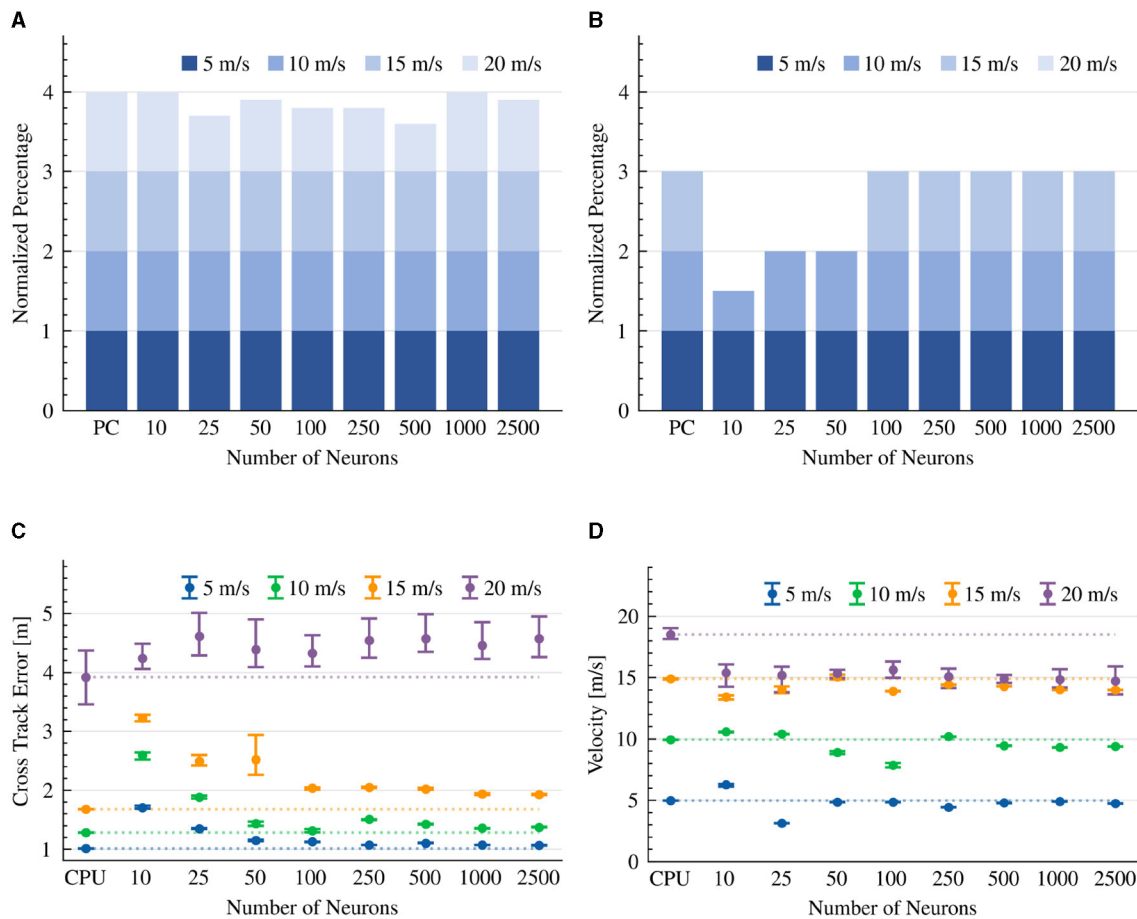 A
5 m/s 10 m/s 15 m/s 20 m/s
Normalized Percentage
4
3
2
1
0
PC 10 25 50 100 250 500 1000 2500
Number of Neurons
B
5 m/s 10 m/s 15 m/s 20 m/s
Normalized Percentage
4
3
2
1
0
PC 10 25 50 100 250 500 1000 2500
Number of Neurons
C
5 m/s 10 m/s 15 m/s 20 m/s
Cross Track Error [m]
5
4
3
2
1
CPU 10 25 50 100 250 500 1000 2500
Number of Neurons
D
5 m/s 10 m/s 15 m/s 20 m/s
Velocity [m/s]
20
15
10
5
0
CPU 10 25 50 100 250 500 1000 2500
Number of Neurons